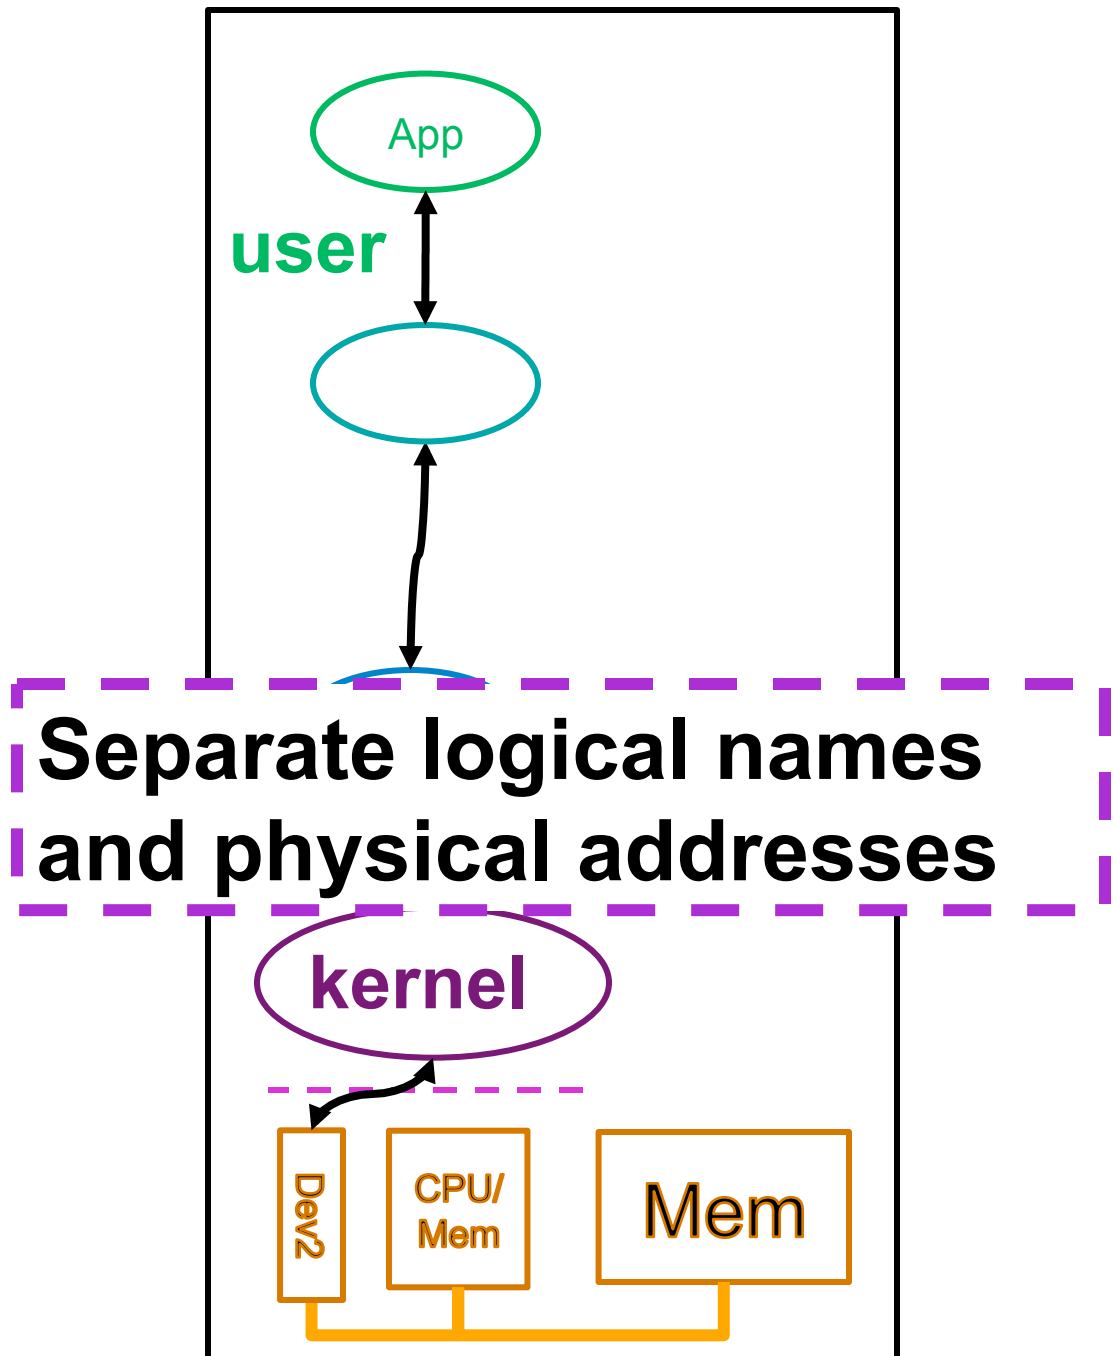 App
user
Separate logical names
and physical addresses
kernel
Dev2
CPU/
Mem
Mem